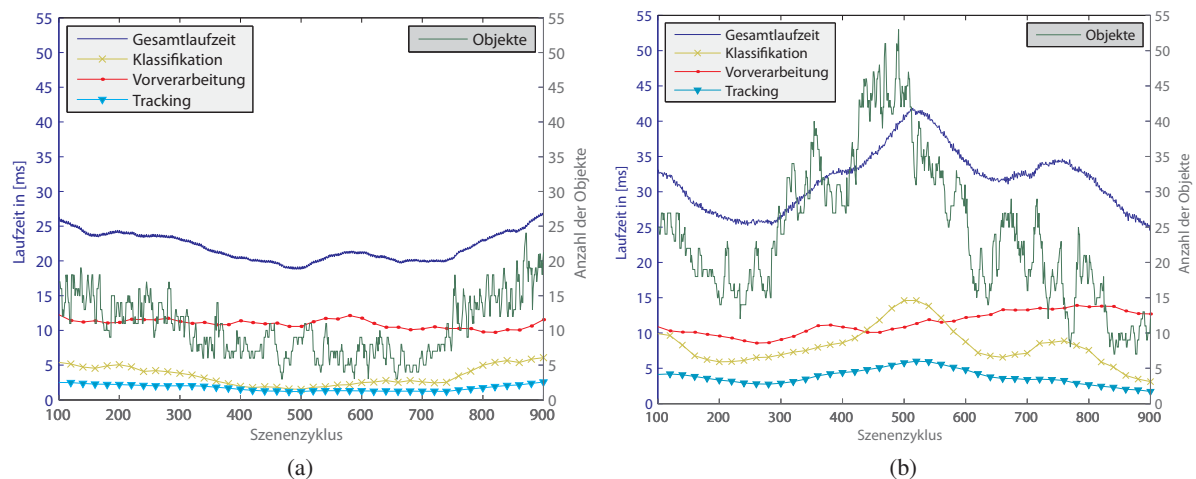 55
50
45
40
35
30
25
20
15
10
5
0
Laufzeit in [ms]
Gesamtlaufzeit
Klassifikation
Vorverarbeitung
Tracking
Objekte
55
50
45
40
35
30
25
20
15
10
5
0
Anzahl der Objekte
100 200 300 400 500 600 700 800 900
Szenenzyklus
(a)
55
50
45
40
35
30
25
20
15
10
5
0
Laufzeit in [ms]
Gesamtlaufzeit
Klassifikation
Vorverarbeitung
Tracking
Objekte
55
50
45
40
35
30
25
20
15
10
5
0
Anzahl der Objekte
100 200 300 400 500 600 700 800 900
Szenenzyklus
(b)